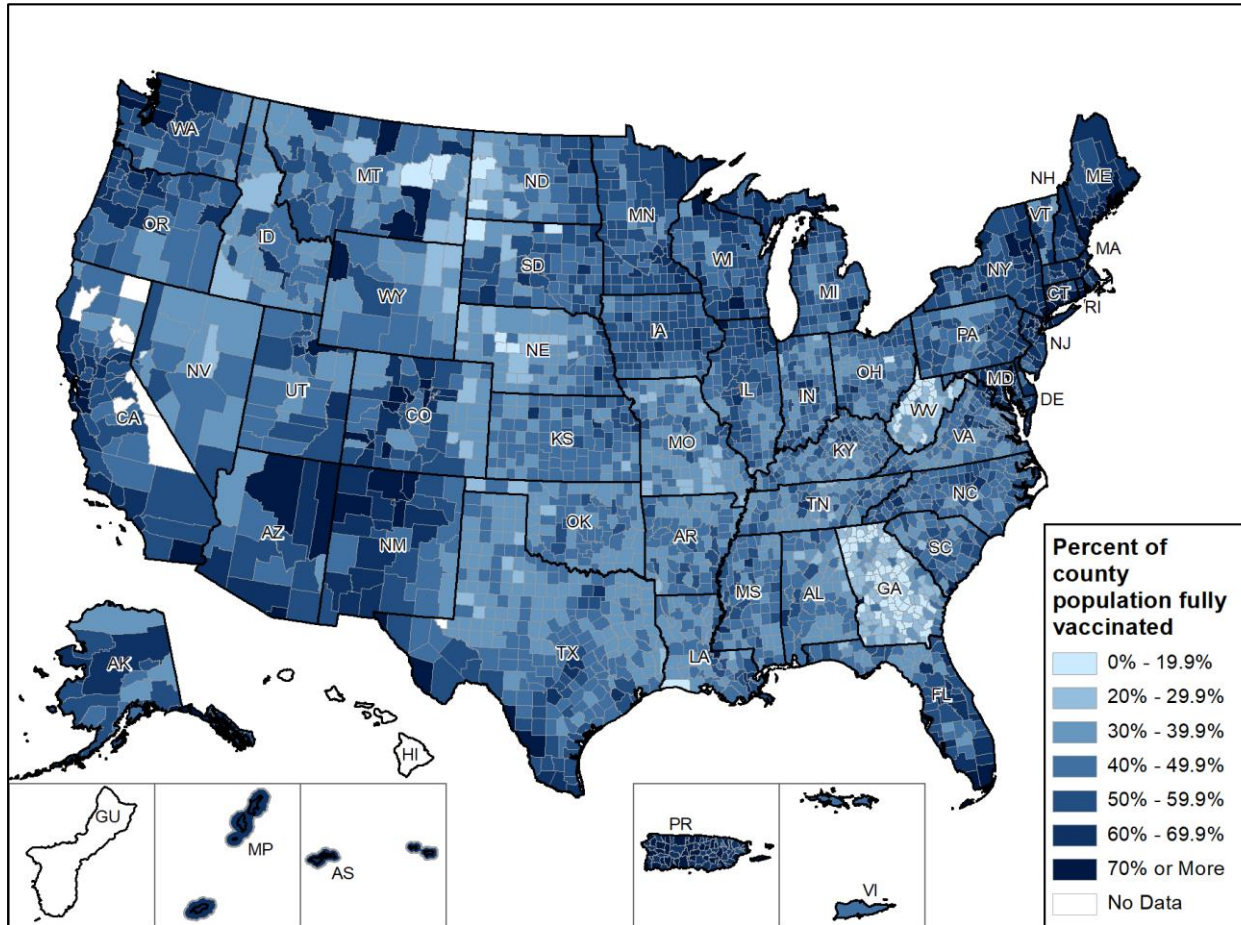 WA
MT
ND
MN
OR
ID
SD
WI
MI
NY
VT
NH
ME
MA
CT
RI
WY
NE
IA
PA
NJ
NV
UT
CO
KS
MO
IL
IN
OH
WV
MD
DE
VA
KY
CA
AZ
NM
OK
AR
TN
NC
SC
MS
AL
GA
TX
LA
FL
AK
HI
GU
MP
AS
PR
VI
Percent of
county
population fully
vaccinated
0% - 19.9%
20% - 29.9%
30% - 39.9%
40% - 49.9%
50% - 59.9%
60% - 69.9%
70% or More
No Data